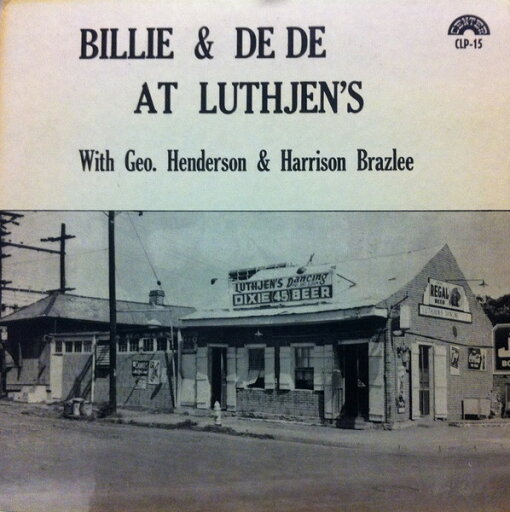 BILLIE & DE DE
CENTER
CLP-15
AT LUTHJEN'S
With Geo. Henderson & Harrison Brazlee
LUTHJEN'S Dancing
DIXIE 45 BEER
REGAL
BEER
LUTHJEN'S